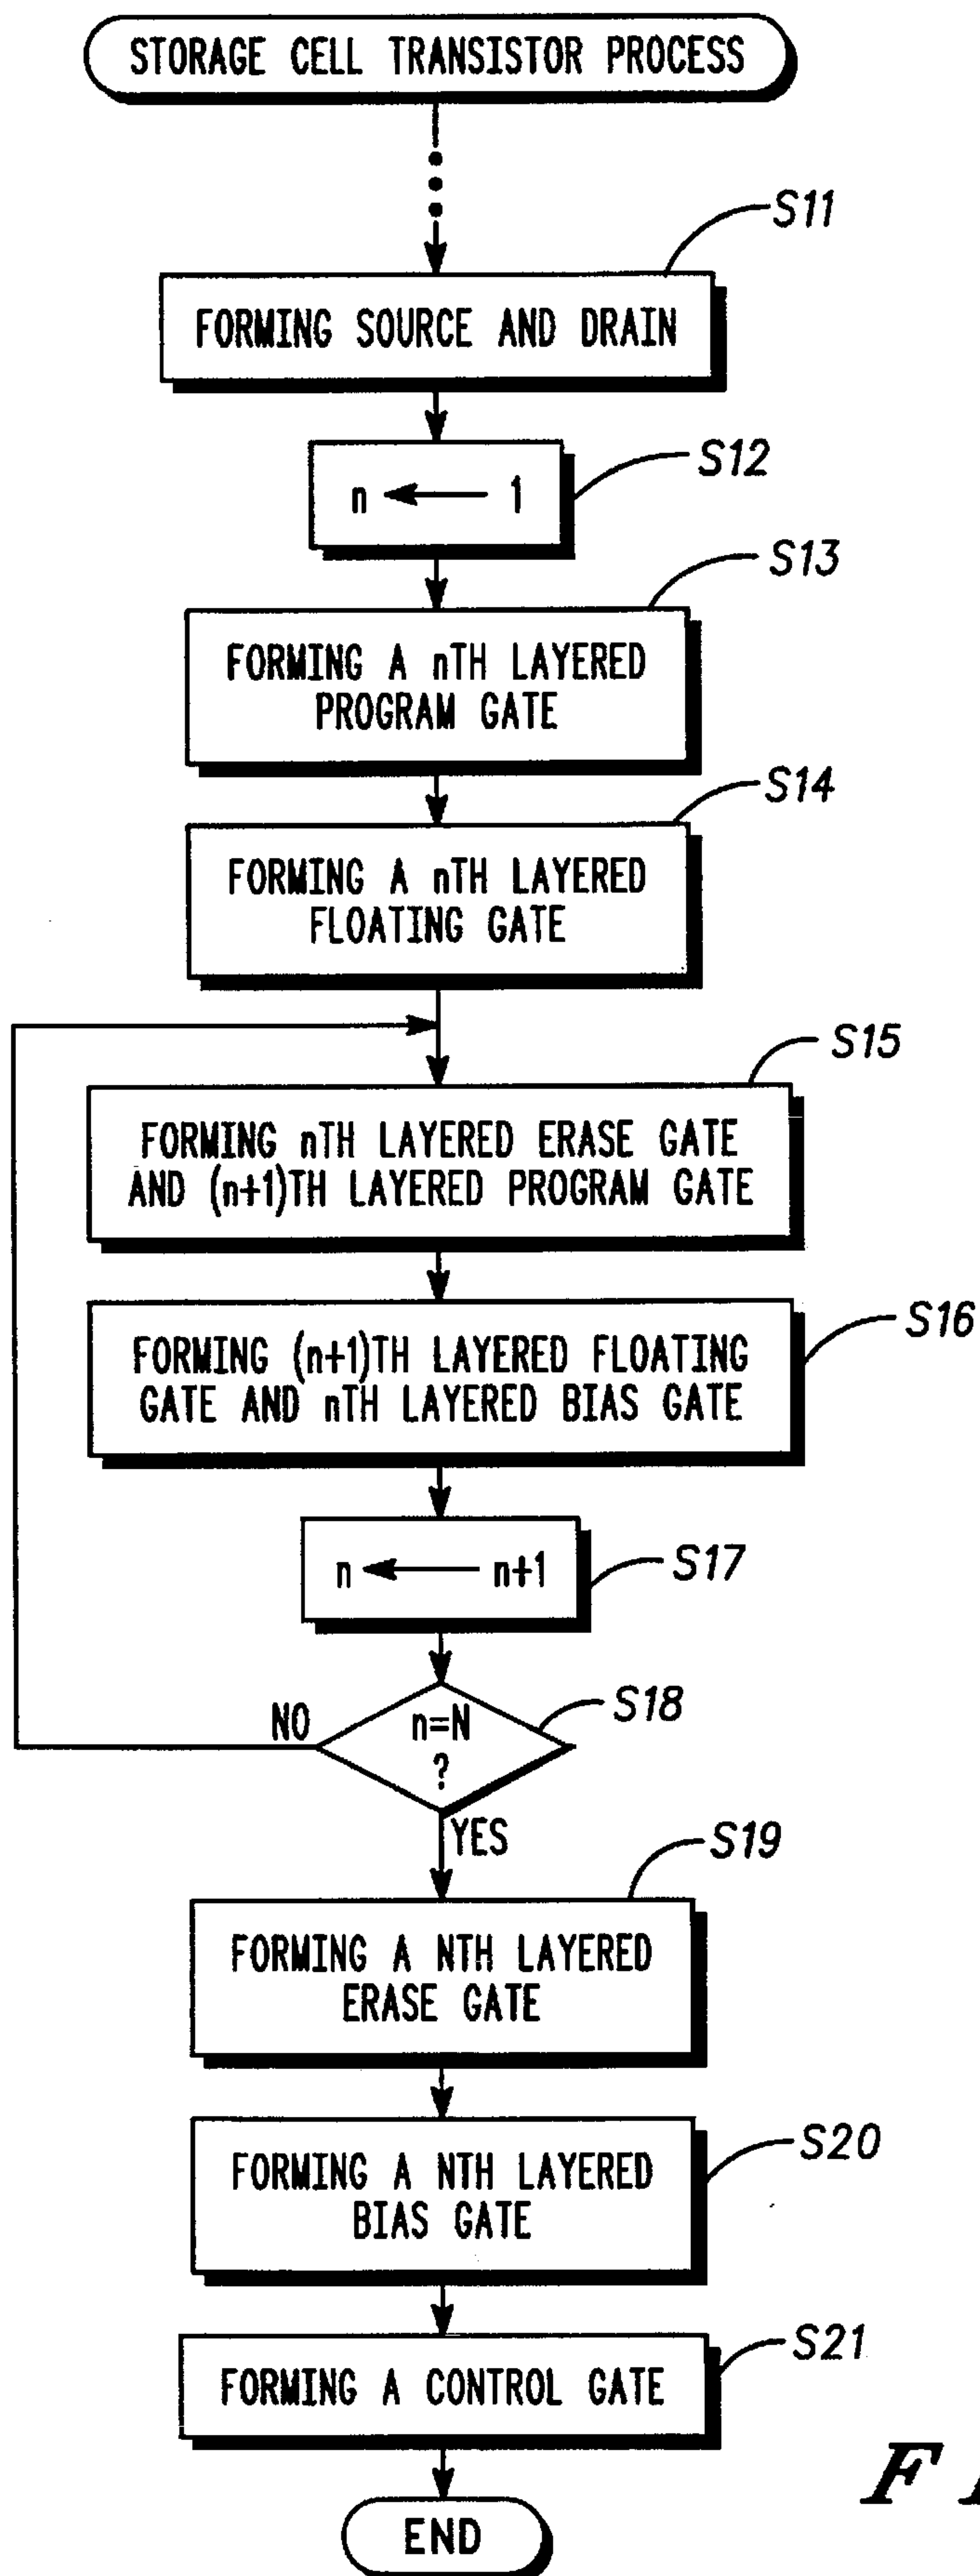 STORAGE CELL TRANSISTOR PROCESS
S11
FORMING SOURCE AND DRAIN
S12
n ← 1
S13
FORMING A nTH LAYERED
PROGRAM GATE
S14
FORMING A nTH LAYERED
FLOATING GATE
S15
FORMING nTH LAYERED ERASE GATE
AND (n+1)TH LAYERED PROGRAM GATE
S16
FORMING (n+1)TH LAYERED FLOATING
GATE AND nTH LAYERED BIAS GATE
S17
n ← n+1
S18
NO
n=N
?
YES
S19
FORMING A NTH LAYERED
ERASE GATE
S20
FORMING A NTH LAYERED
BIAS GATE
S21
FORMING A CONTROL GATE
END